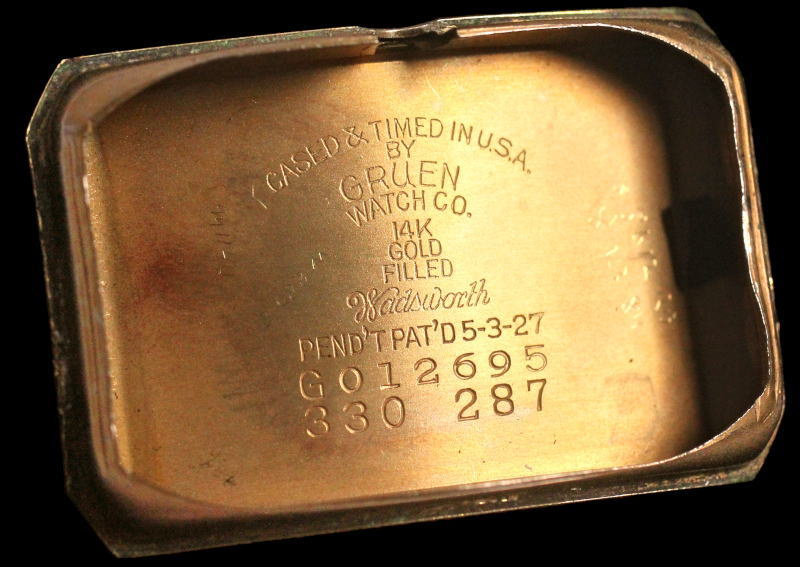 CASED & TIMED IN U.S.A.
BY
GRUEN
WATCH CO.
14K
GOLD
FILLED
Wadsworth
PEND'T PAT'D 5-3-27
G012695
330 287